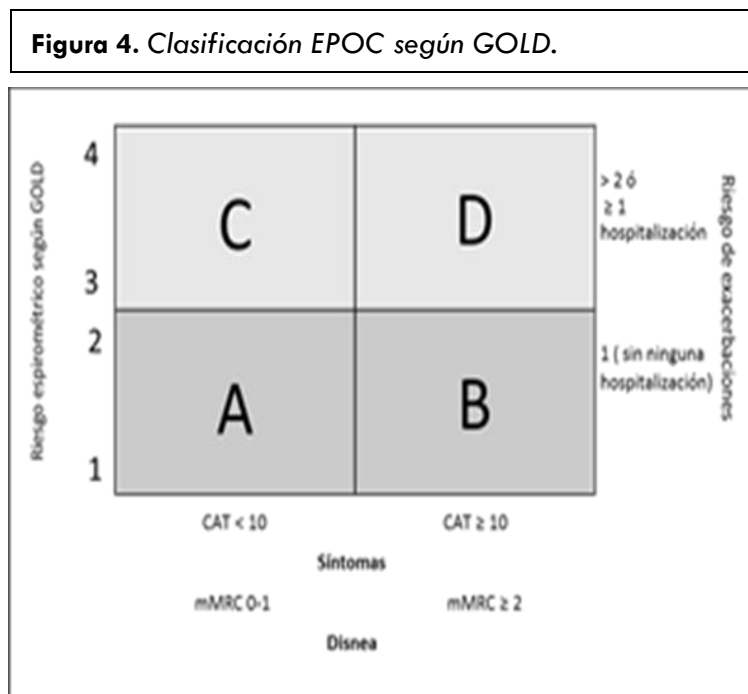 Figura 4. Clasificación EPOC según GOLD.
Riesgo espirométrico según GOLD
4
3
2
1
C
D
A
B
> 2 ó
≥ 1
hospitalización
1 ( sin ninguna
hospitalización)
Riesgo de exacerbaciones
CAT < 10
CAT ≥ 10
Síntomas
mMRC 0-1
mMRC ≥ 2
Disnea